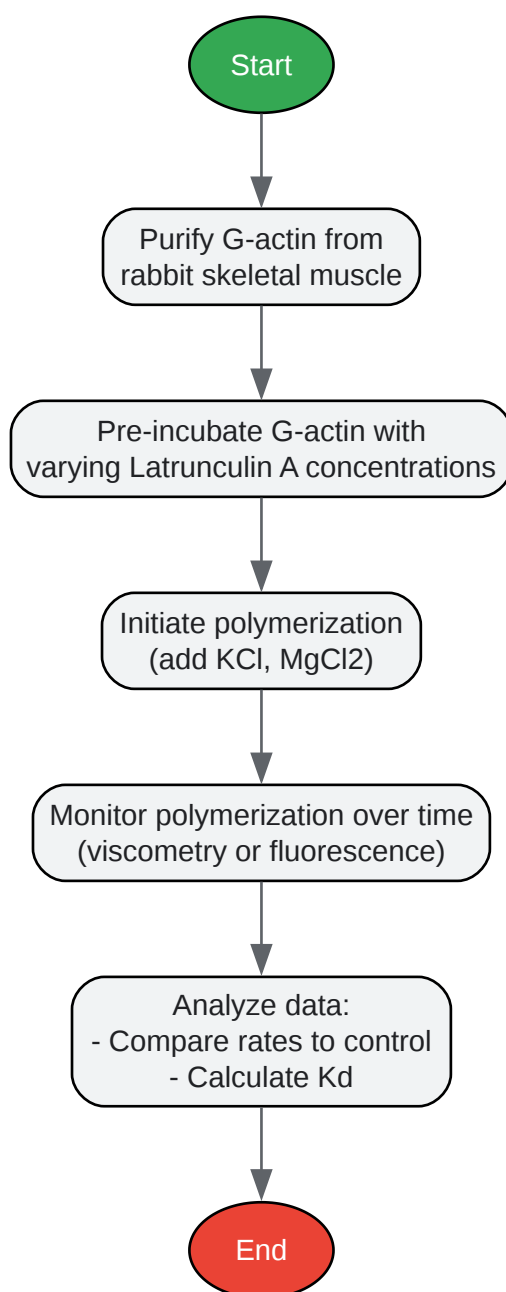 Start
Purify G-actin from
rabbit skeletal muscle
Pre-incubate G-actin with
varying Latrunculin A concentrations
Initiate polymerization
(add KCl, MgCl2)
Monitor polymerization over time
(viscometry or fluorescence)
Analyze data:
- Compare rates to control
- Calculate Kd
End